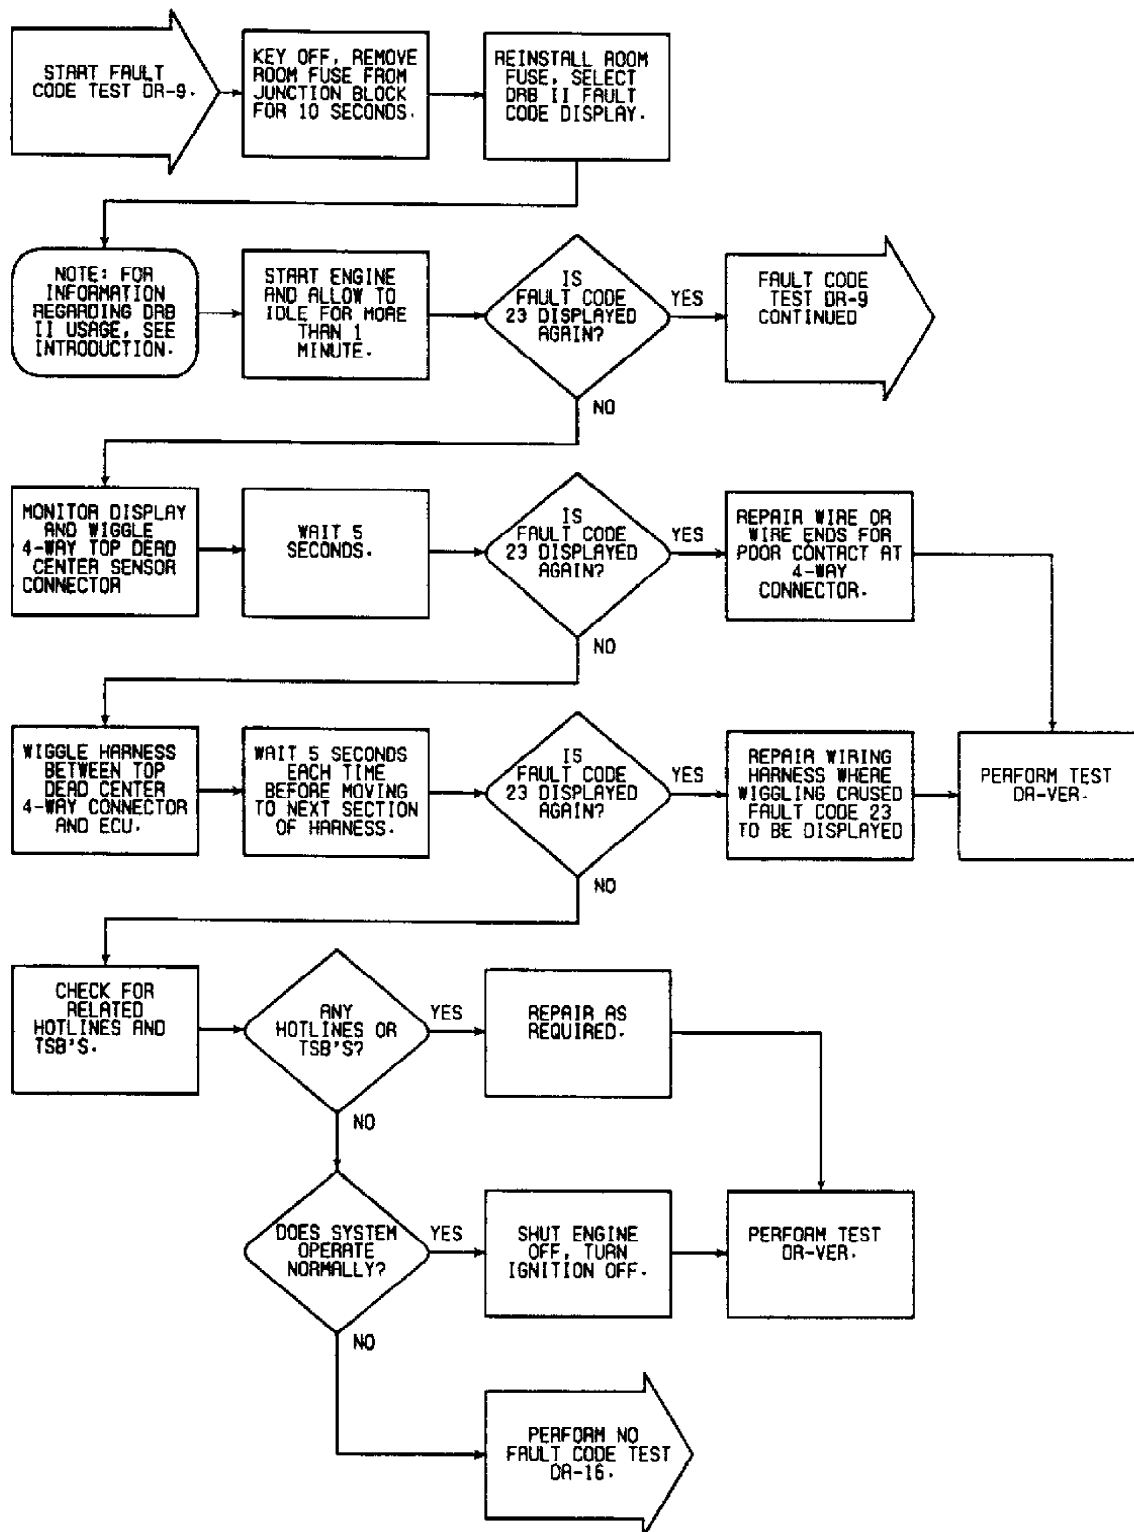 START FAULT
CODE TEST DR-9.
KEY OFF, REMOVE
ROOM FUSE FROM
JUNCTION BLOCK
FOR 10 SECONDS.
REINSTALL ROOM
FUSE, SELECT
DRB II FAULT
CODE DISPLAY.
NOTE: FOR
INFORMATION
REGARDING DRB
II USAGE, SEE
INTRODUCTION.
START ENGINE
AND ALLOW TO
IDLE FOR MORE
THAN 1
MINUTE.
IS
FAULT CODE
23 DISPLAYED
AGAIN?
YES
NO
FAULT CODE
TEST DR-9
CONTINUED
MONITOR DISPLAY
AND WIGGLE
4-WAY TOP DEAD
CENTER SENSOR
CONNECTOR
WAIT 5
SECONDS.
IS
FAULT CODE
23 DISPLAYED
AGAIN?
YES
NO
REPAIR WIRE OR
WIRE ENDS FOR
POOR CONTACT AT
4-WAY
CONNECTOR.
WIGGLE HARNESS
BETWEEN TOP
DEAD CENTER
4-WAY CONNECTOR
AND ECU.
WAIT 5 SECONDS
EACH TIME
BEFORE MOVING
TO NEXT SECTION
OF HARNESS.
IS
FAULT CODE
23 DISPLAYED
AGAIN?
YES
NO
REPAIR WIRING
HARNESS WHERE
WIGGLING CAUSED
FAULT CODE 23
TO BE DISPLAYED
PERFORM TEST
DR-VER.
CHECK FOR
RELATED
HOTLINES AND
TSB'S.
ANY
HOTLINES OR
TSB'S?
YES
NO
REPAIR AS
REQUIRED.
DOES SYSTEM
OPERATE
NORMALLY?
YES
NO
SHUT ENGINE
OFF, TURN
IGNITION OFF.
PERFORM TEST
DR-VER.
PERFORM NO
FAULT CODE TEST
DR-16.